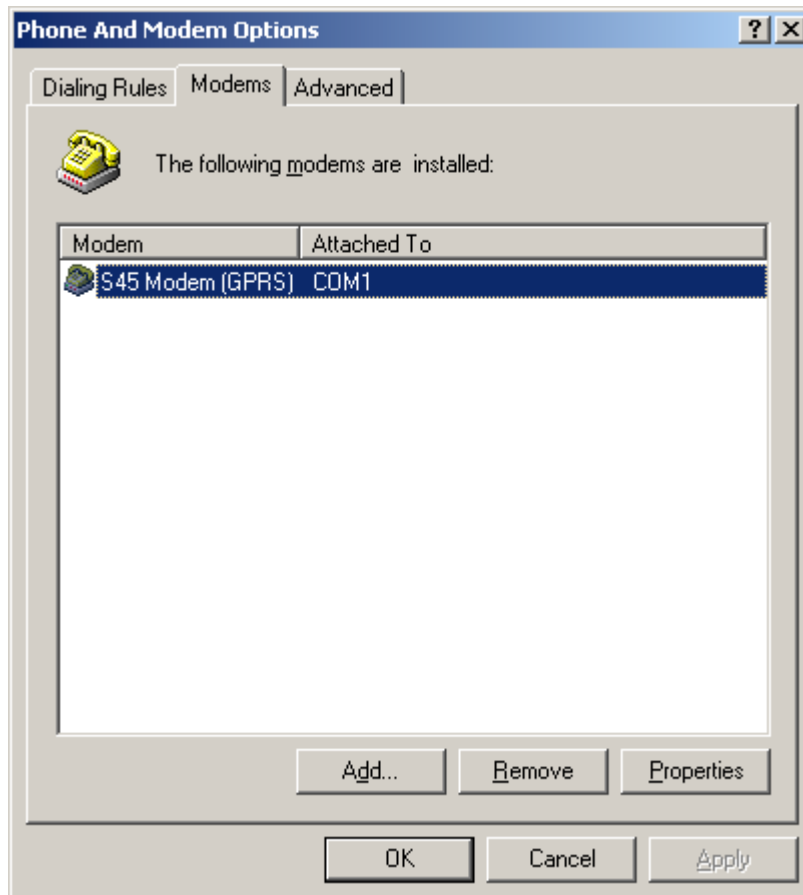 Phone And Modem Options
Dialing Rules Modems Advanced
The following modems are installed:
Modem Attached To
S45 Modem (GPRS) COM1
Add... Remove Properties
OK Cancel Apply